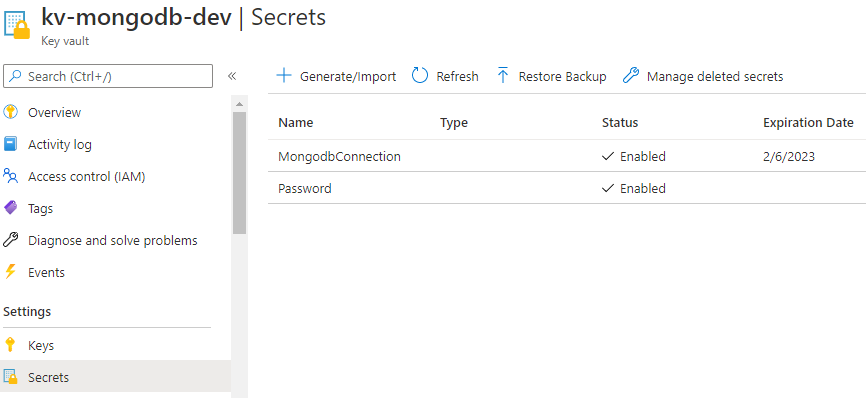 kv-mongodb-dev | Secrets
Key vault
Search (Ctrl+/)
«
Generate/Import
Refresh
Restore Backup
Manage deleted secrets
Overview
Activity log
Access control (IAM)
Tags
Diagnose and solve problems
Events
Settings
Keys
Secrets
Name Type Status Expiration Date
MongodbConnection Enabled 2/6/2023
Password Enabled